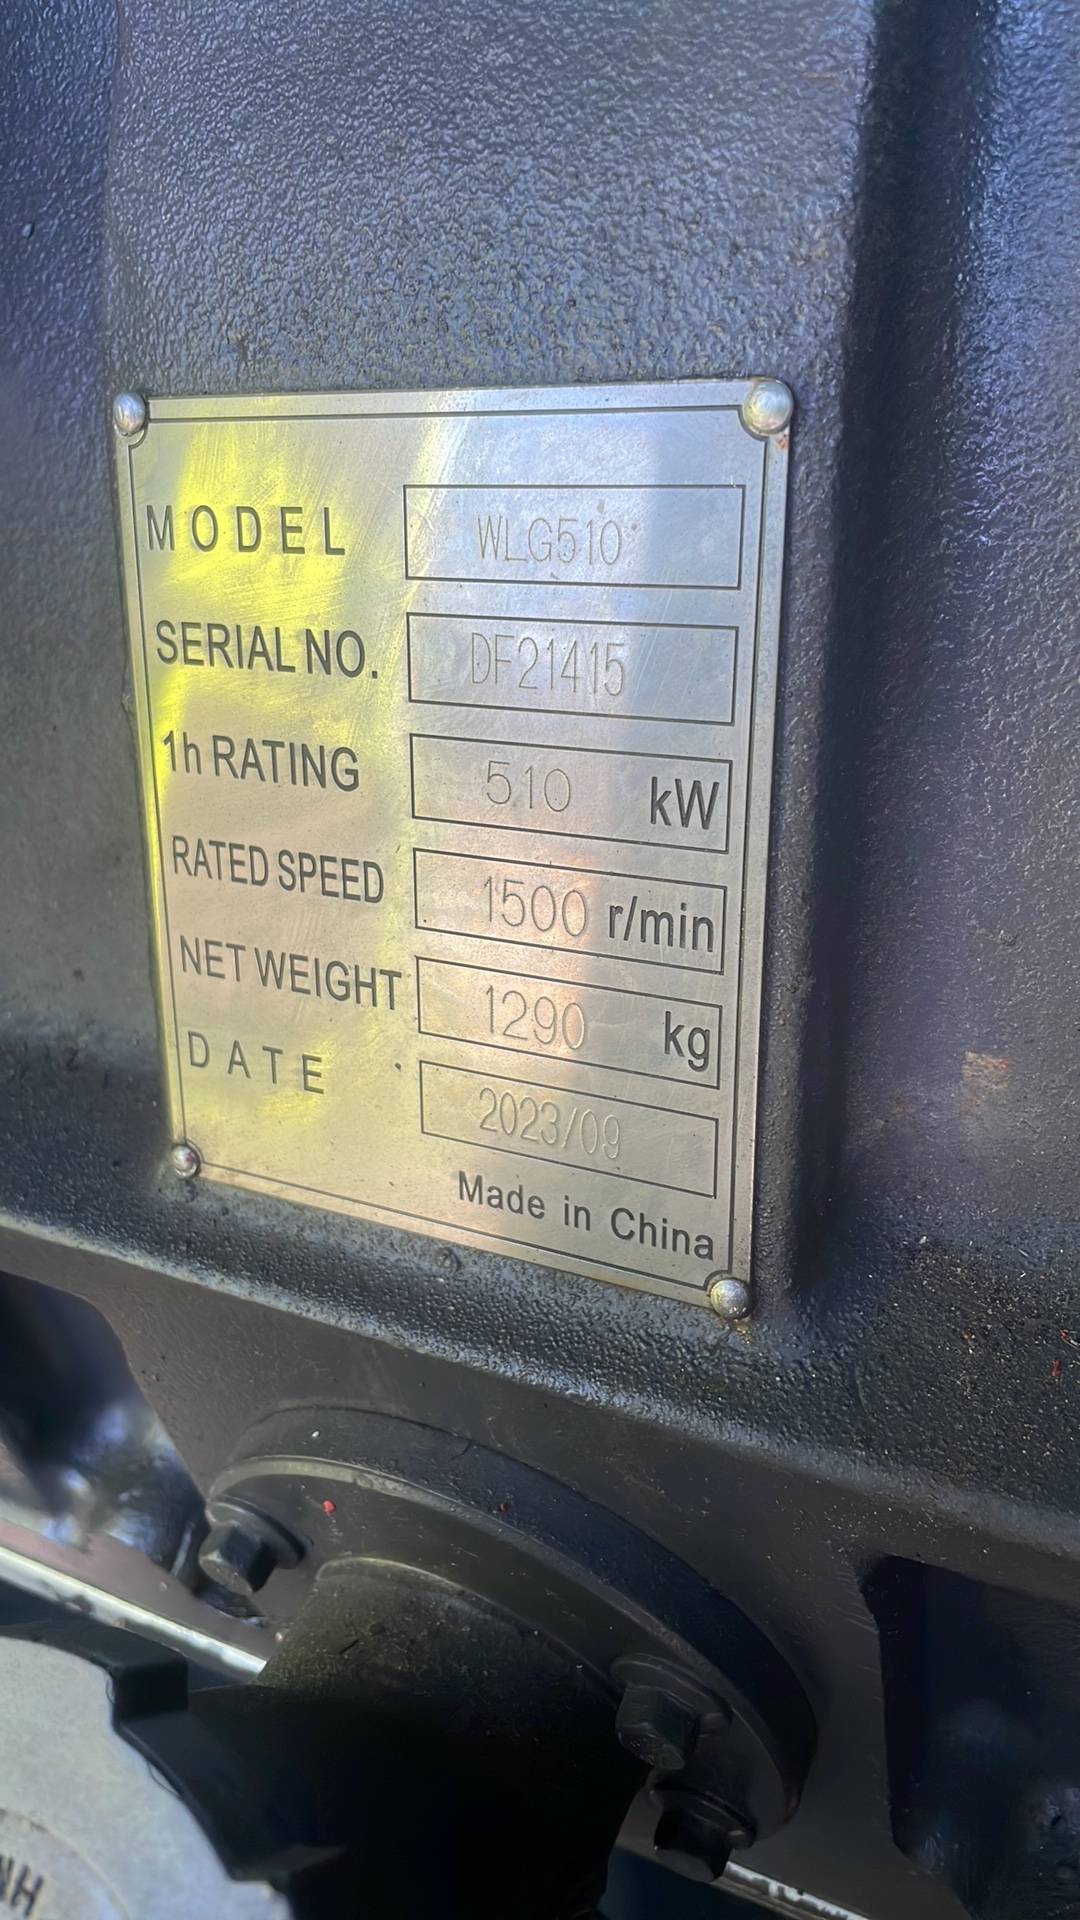 MODEL WLG510
SERIAL NO. DF21415
1h RATING 510 kW
RATED SPEED 1500 r/min
NET WEIGHT 1290 kg
DATE 2023/09
Made in China